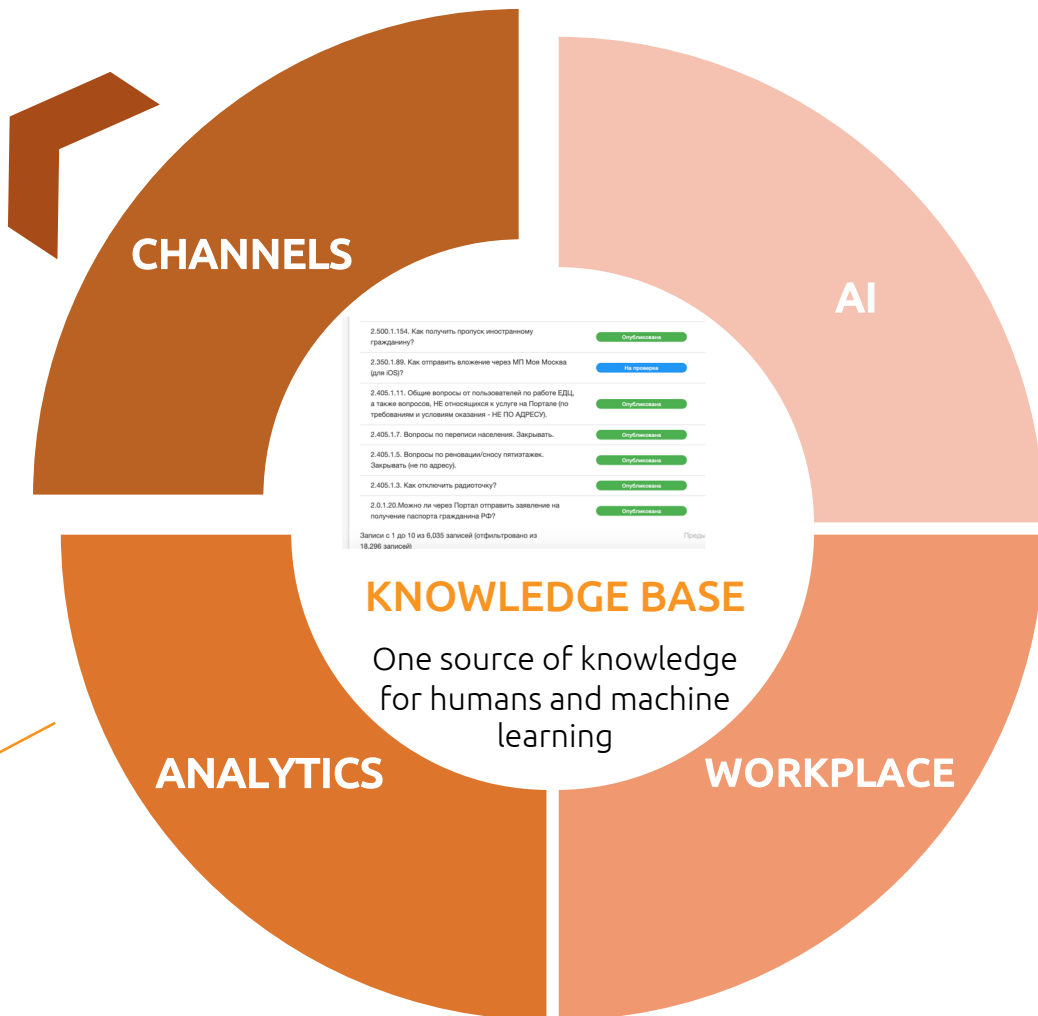 CHANNELS
AI
2.500.1.154. Как получить пропуск иностранному
гражданину?
Опубликована
2.350.1.89. Как отправить вложение через МП Моя Москва
(для iOS)?
На проверке
2.405.1.11. Общие вопросы от пользователей по работе ЕДЦ,
а также вопросов, НЕ относящихся к услуге на Портале (по
требованиям и условиям оказания - НЕ ПО АДРЕСУ).
Опубликована
2.405.1.7. Вопросы по переписи населения. Закрывать.
Опубликована
2.405.1.5. Вопросы по реновации/сносу пятиэтажек.
Закрывать (не по адресу).
Опубликована
2.405.1.3. Как отключить радиоточку?
Опубликована
2.0.1.20.Можно ли через Портал отправить заявление на
получение паспорта гражданина РФ?
Опубликована
Записи с 1 до 10 из 6,035 записей (отфильтровано из
18,296 записей)
KNOWLEDGE BASE
One source of knowledge
for humans and machine
learning
ANALYTICS
WORKPLACE